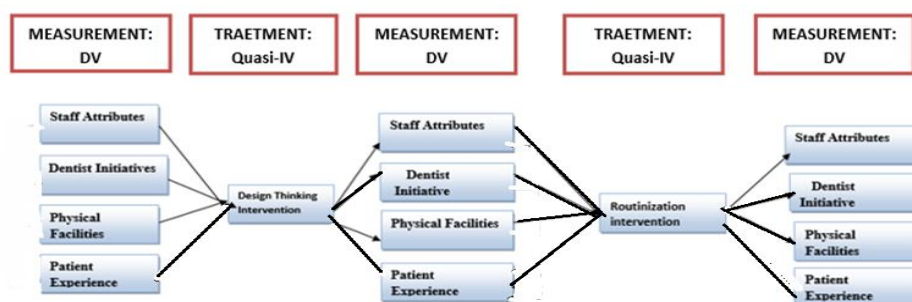 MEASUREMENT:
DV
TRAETMENT:
Quasi-IV
MEASUREMENT:
DV
TRAETMENT:
Quasi-IV
MEASUREMENT:
DV
Staff Attributes
Dentist Initiatives
Physical
Facilities
Patient
Experience
Design Thinking
Intervention
Staff Attributes
Dentist
Initiative
Physical Facilities
Patient
Experience
Routinization
intervention
Staff Attributes
Dentist
Initiative
Physical
Facilities
Patient
Experience